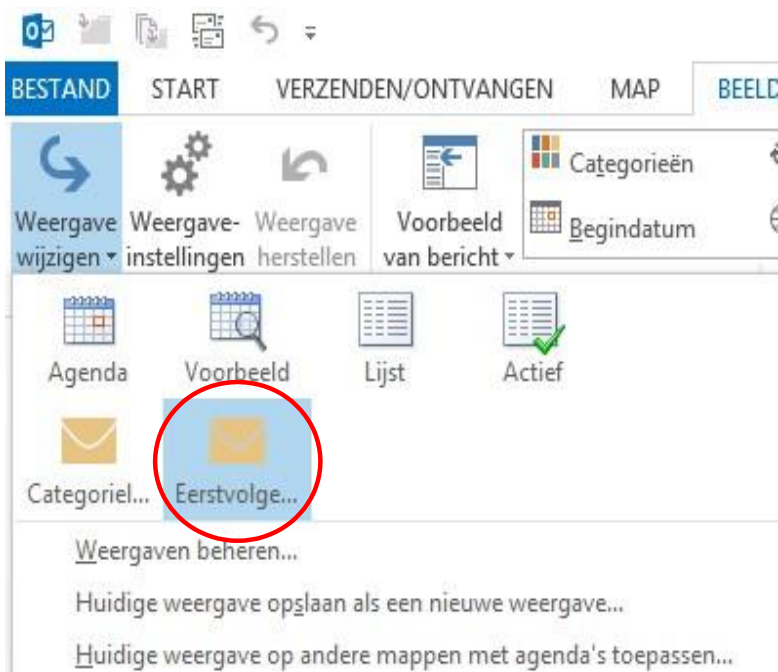 BESTAND START VERZENDEN/ONTVANGEN MAP BEELD
Weergave wijzigen
Weergave-instellingen
Weergave herstellen
Voorbeeld van bericht
Categorieën
Begindatum
Agenda Voorbeeld Lijst Actief
Categoriel... Eerstvolge...
Weergaven beheren...
Huidige weergave opslaan als een nieuwe weergave...
Huidige weergave op andere mappen met agenda's toepassen...